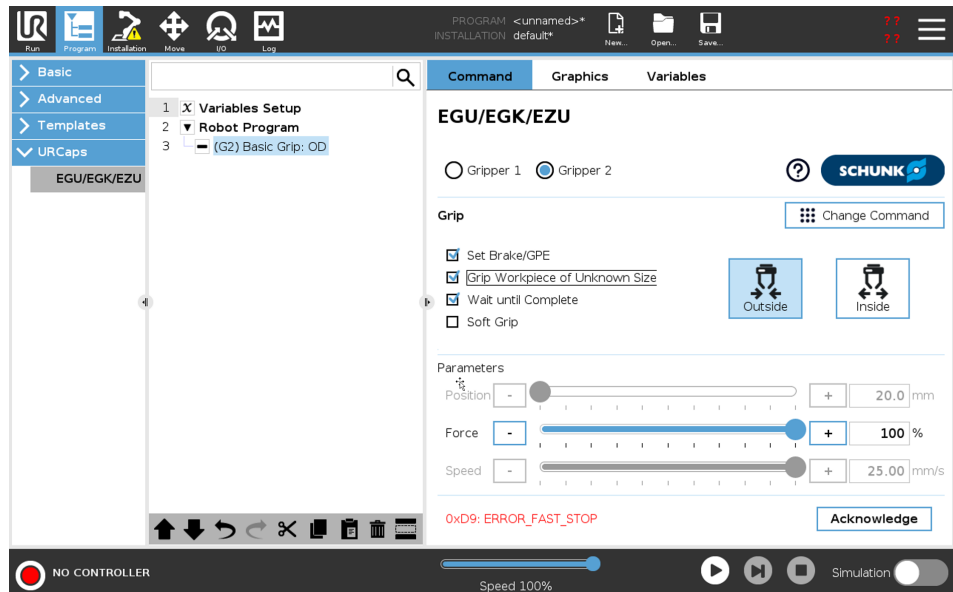 PROGRAM <unnamed>*
INSTALLATION default*
? ?
? ?
Run Program Installation Move I/O Log New... Open... Save...
Basic
Advanced
Templates
URCaps
EGU/EGK/EZU
1 X Variables Setup
2 Robot Program
3 (G2) Basic Grip: OD
Command Graphics Variables
EGU/EGK/EZU
Gripper 1 Gripper 2 ? SCHUNK
Grip Change Command
Set Brake/GPE
Grip Workpiece of Unknown Size
Wait until Complete
Soft Grip
Outside Inside
Parameters
Position - + 20.0 mm
Force - + 100 %
Speed - + 25.00 mm/s
0xD9: ERROR_FAST_STOP Acknowledge
NO CONTROLLER
Speed 100%
Simulation